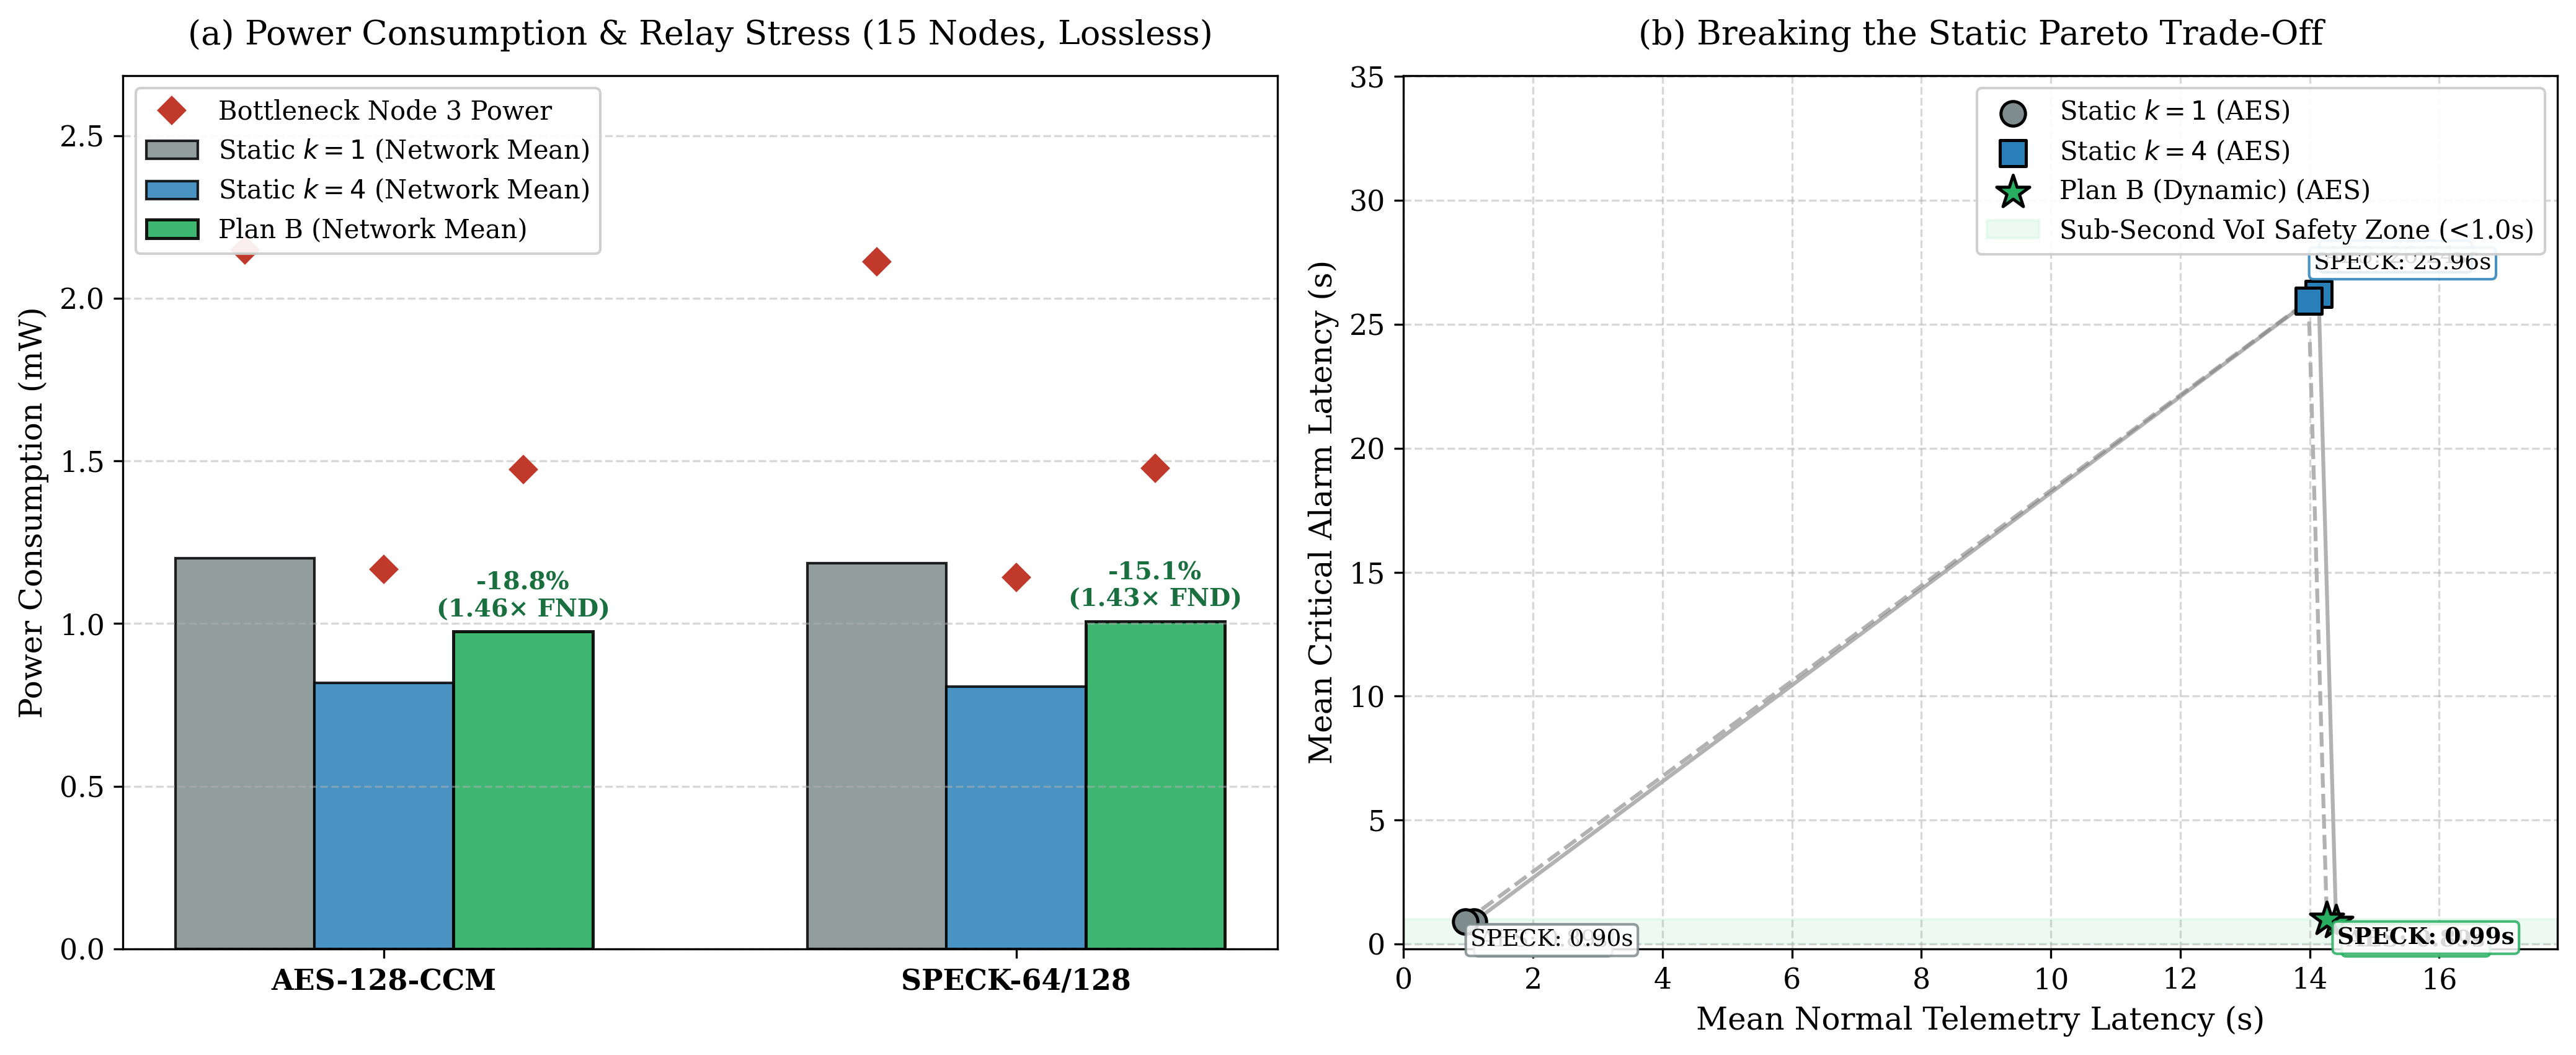 (a) Power Consumption & Relay Stress (15 Nodes, Lossless)
Power Consumption (mW)
2.5
2.0
1.5
1.0
0.5
0.0
Bottleneck Node 3 Power
Static k = 1 (Network Mean)
Static k = 4 (Network Mean)
Plan B (Network Mean)
-18.8%
(1.46× FND)
-15.1%
(1.43× FND)
AES-128-CCM
SPECK-64/128
(b) Breaking the Static Pareto Trade-Off
Mean Critical Alarm Latency (s)
35
30
25
20
15
10
5
0
Static k = 1 (AES)
Static k = 4 (AES)
Plan B (Dynamic) (AES)
Sub-Second VoI Safety Zone (<1.0s)
SPECK: 25.96s
SPECK: 0.90s
SPECK: 0.99s
0 2 4 6 8 10 12 14 16
Mean Normal Telemetry Latency (s)